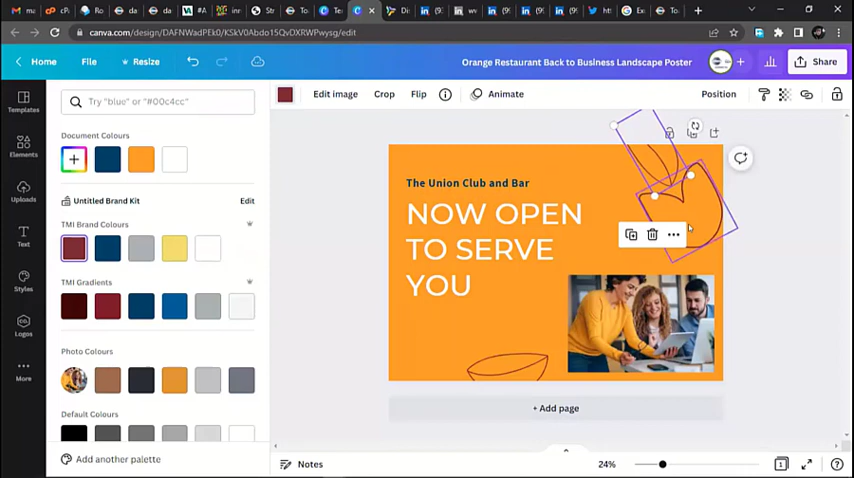 canva.com/design/DAFNWadPEk0/KSkV0Abdo15QvDXRWPwysg/edit
Home
File
Resize
Orange Restaurant Back to Business Landscape Poster
Share
Try "blue" or "#00c4cc"
Edit image
Crop
Flip
Animate
Position
Templates
Elements
Uploads
Text
Styles
Logos
More
Document Colours
Untitled Brand Kit
Edit
TMI Brand Colours
TMI Gradients
Photo Colours
Default Colours
Add another palette
The Union Club and Bar
NOW OPEN
TO SERVE
YOU
+ Add page
Notes
24%
1